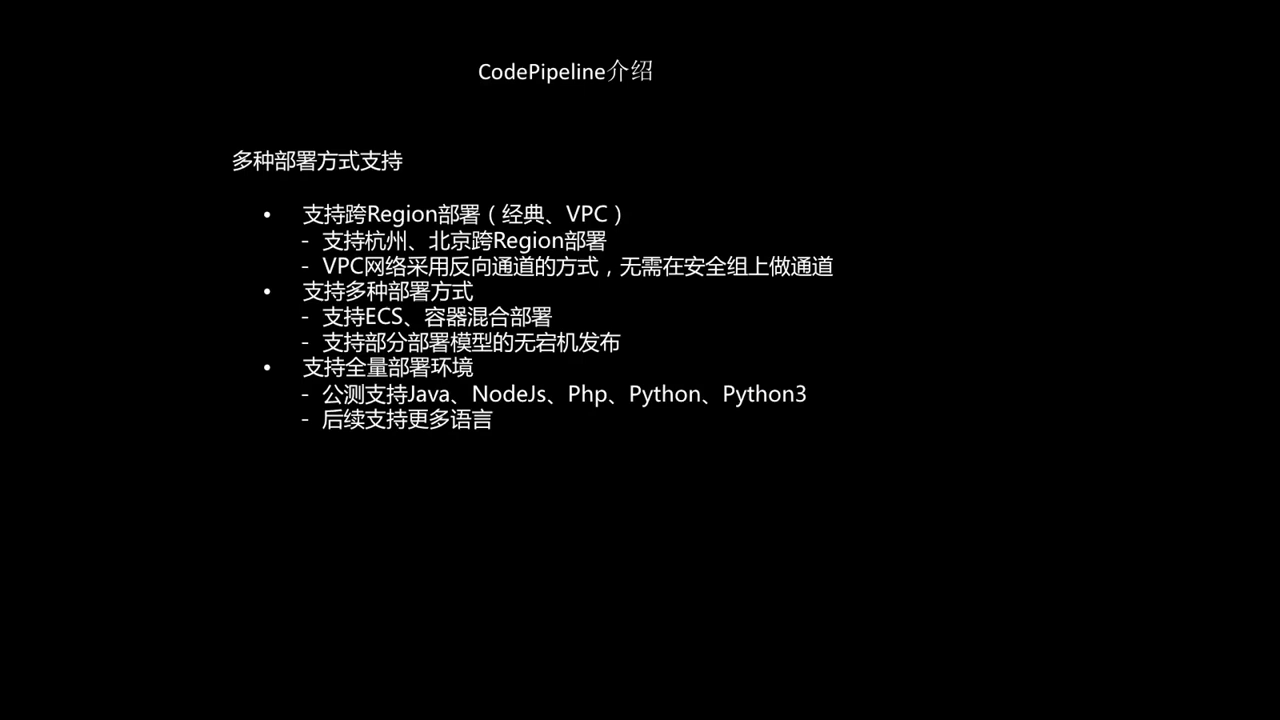 CodePipeline介绍
多种部署方式支持
• 支持跨Region部署（经典、VPC）
- 支持杭州、北京跨Region部署
- VPC网络采用反向通道的方式，无需在安全组上做通道
• 支持多种部署方式
- 支持ECS、容器混合部署
- 支持部分部署模型的无宕机发布
• 支持全量部署环境
- 公测支持Java、NodeJs、Php、Python、Python3
- 后续支持更多语言